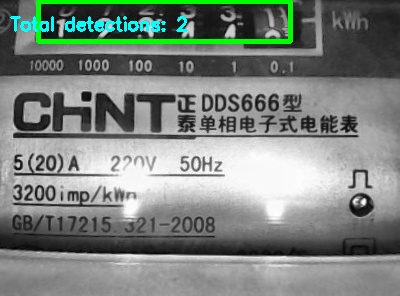 Total detections: 2
kWh
10000 1000 100 10 1 0.1
CHINT 正泰 DDS666型
单相电子式电能表
5(20)A 220V 50Hz
3200imp/kWh
GB/T17215.321-2008